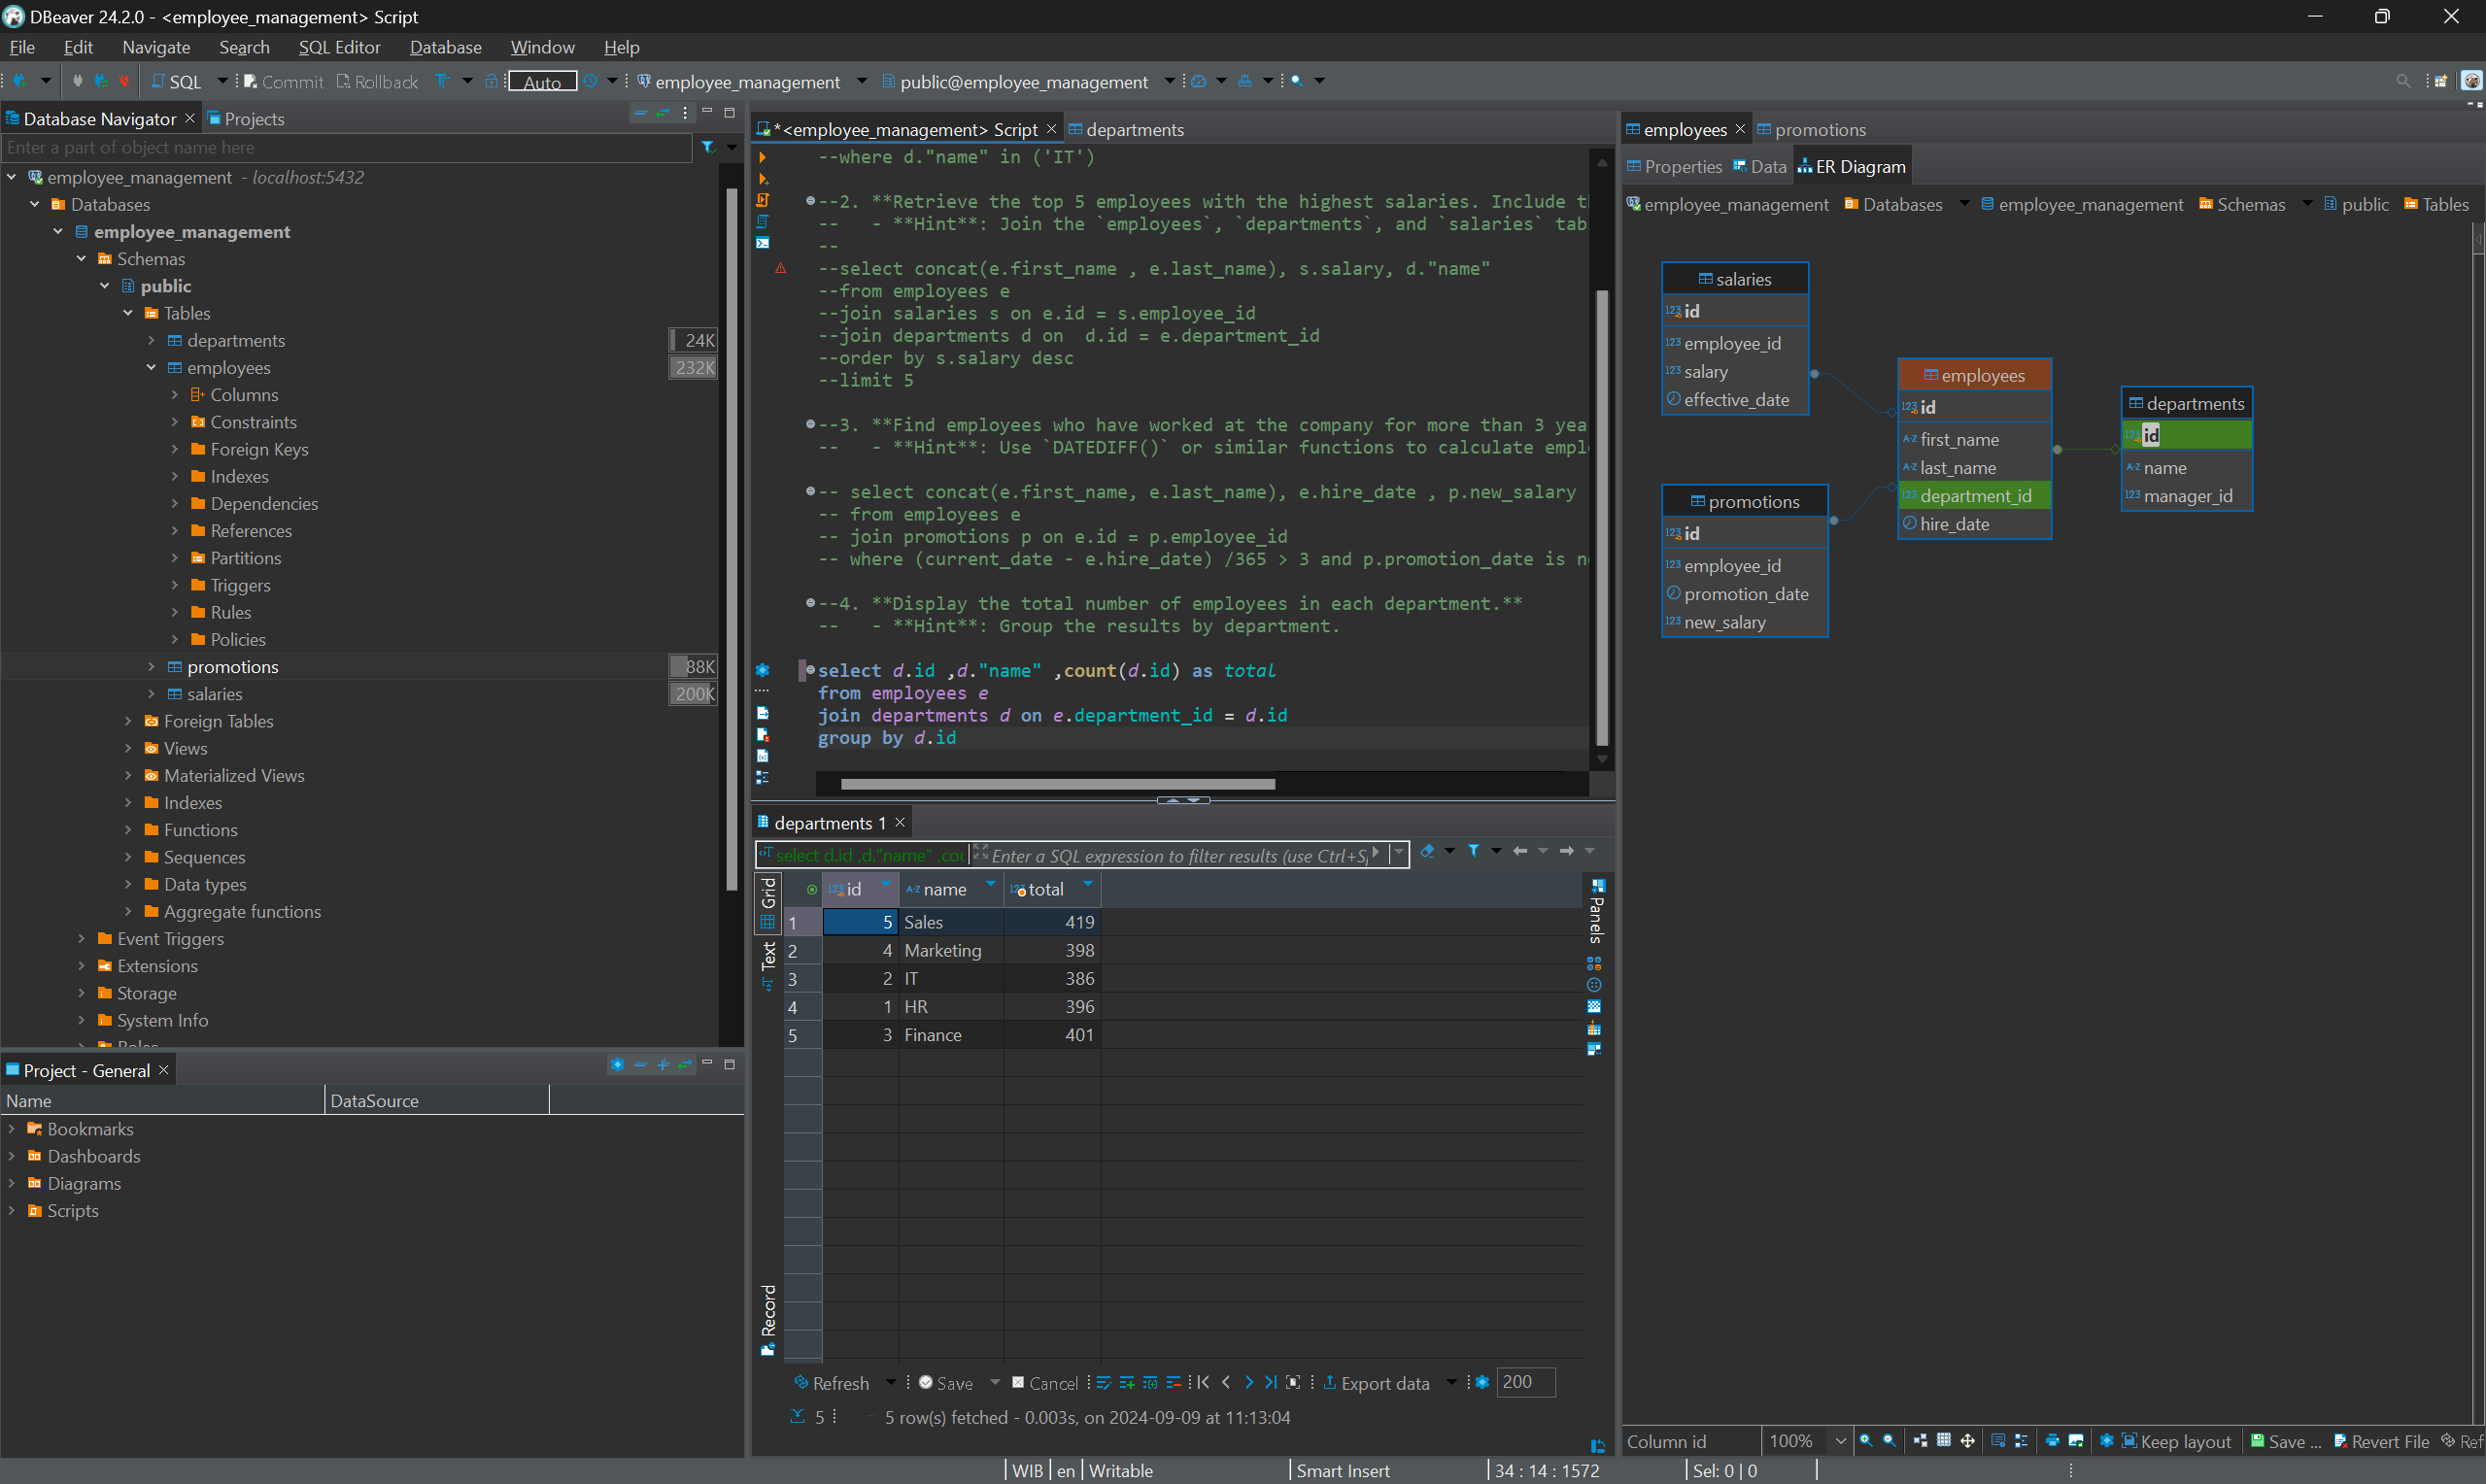 DBeaver 24.2.0 - <employee_management> Script
File Edit Navigate Search SQL Editor Database Window Help
SQL Commit Rollback Auto employee_management public@employee_management
Database Navigator Projects
Enter a part of object name here
employee_management - localhost:5432
Databases
employee_management
Schemas
public
Tables
departments 24K
employees 232K
Columns
Constraints
Foreign Keys
Indexes
Dependencies
References
Partitions
Triggers
Rules
Policies
promotions 88K
salaries 200K
Foreign Tables
Views
Materialized Views
Indexes
Functions
Sequences
Data types
Aggregate functions
Event Triggers
Extensions
Storage
System Info
Project - General
Name DataSource
Bookmarks
Dashboards
Diagrams
Scripts
*<employee_management> Script departments
--where d."name" in ('IT')
--2. **Retrieve the top 5 employees with the highest salaries. Include t
-- - **Hint**: Join the `employees`, `departments`, and `salaries` tab
--
--select concat(e.first_name , e.last_name), s.salary, d."name"
--from employees e
--join salaries s on e.id = s.employee_id
--join departments d on d.id = e.department_id
--order by s.salary desc
--limit 5
--3. **Find employees who have worked at the company for more than 3 yea
-- - **Hint**: Use `DATEDIFF()` or similar functions to calculate empl
-- select concat(e.first_name, e.last_name), e.hire_date , p.new_salary
-- from employees e
-- join promotions p on e.id = p.employee_id
-- where (current_date - e.hire_date) /365 > 3 and p.promotion_date is n
--4. **Display the total number of employees in each department.**
-- - **Hint**: Group the results by department.
select d.id ,d."name" ,count(d.id) as total
from employees e
join departments d on e.department_id = d.id
group by d.id
departments 1
select d.id ,d."name" ,cou Enter a SQL expression to filter results (use Ctrl+S
Grid
Text
Record
id name total
1 5 Sales 419
2 4 Marketing 398
3 2 IT 386
4 1 HR 396
5 3 Finance 401
Panels
Refresh Save Cancel Export data 200
5 5 row(s) fetched - 0.003s, on 2024-09-09 at 11:13:04
employees promotions
Properties Data ER Diagram
employee_management Databases employee_management Schemas public Tables
salaries
id
employee_id
salary
effective_date
employees
id
first_name
last_name
department_id
hire_date
departments
id
name
manager_id
promotions
id
employee_id
promotion_date
new_salary
Column id 100% Keep layout Save ... Revert File Ref
WIB en Writable Smart Insert 34 : 14 : 1572 Sel: 0 | 0